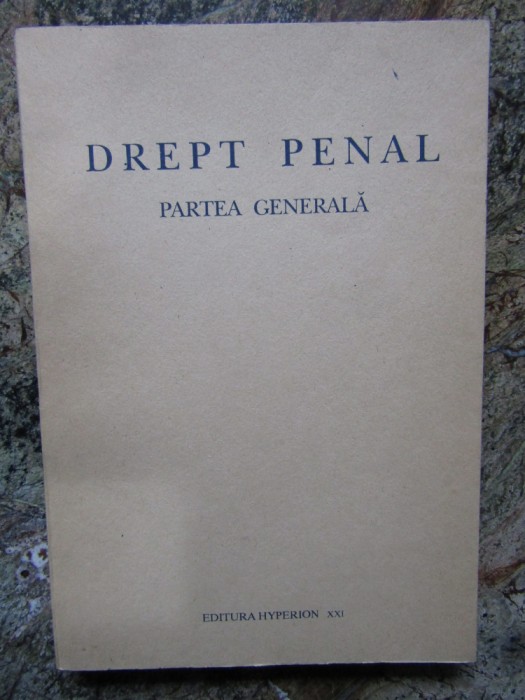 DREPT PENAL
PARTEA GENERALĂ
EDITURA HYPERION XXI